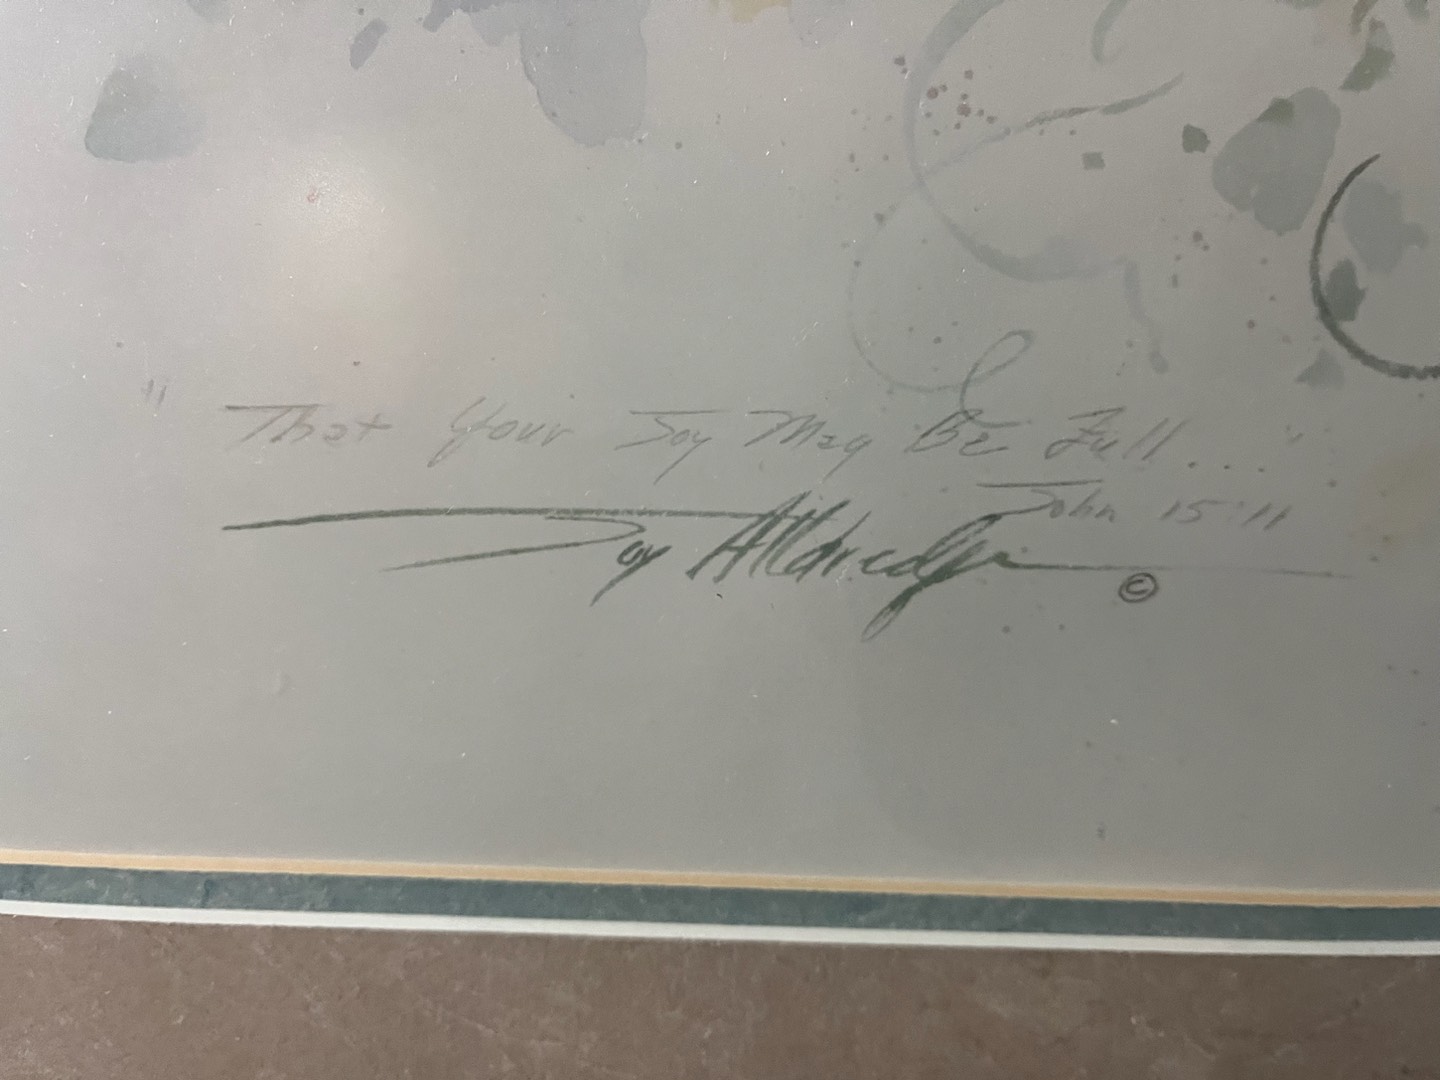 "That Your Joy May Be Full..."
John 15:11
Joy Alldredge ©